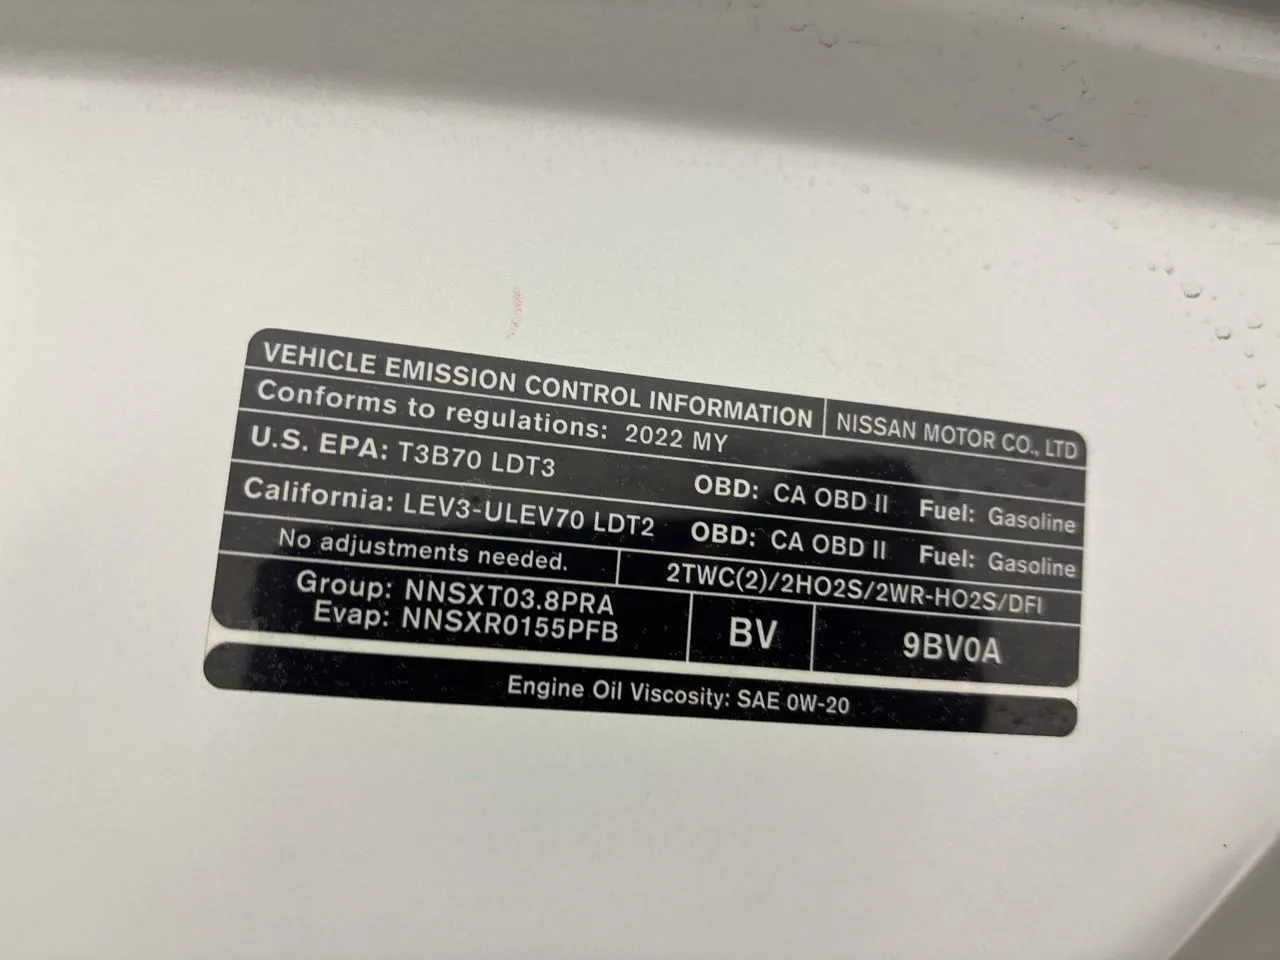 VEHICLE EMISSION CONTROL INFORMATION NISSAN MOTOR CO., LTD
Conforms to regulations: 2022 MY
U.S. EPA: T3B70 LDT3 OBD: CA OBD II Fuel: Gasoline
California: LEV3-ULEV70 LDT2 OBD: CA OBD II Fuel: Gasoline
No adjustments needed. 2TWC(2)/2HO2S/2WR-HO2S/DFI
Group: NNSXT03.8PRA
Evap: NNSXR0155PFB
BV
9BV0A
Engine Oil Viscosity: SAE 0W-20